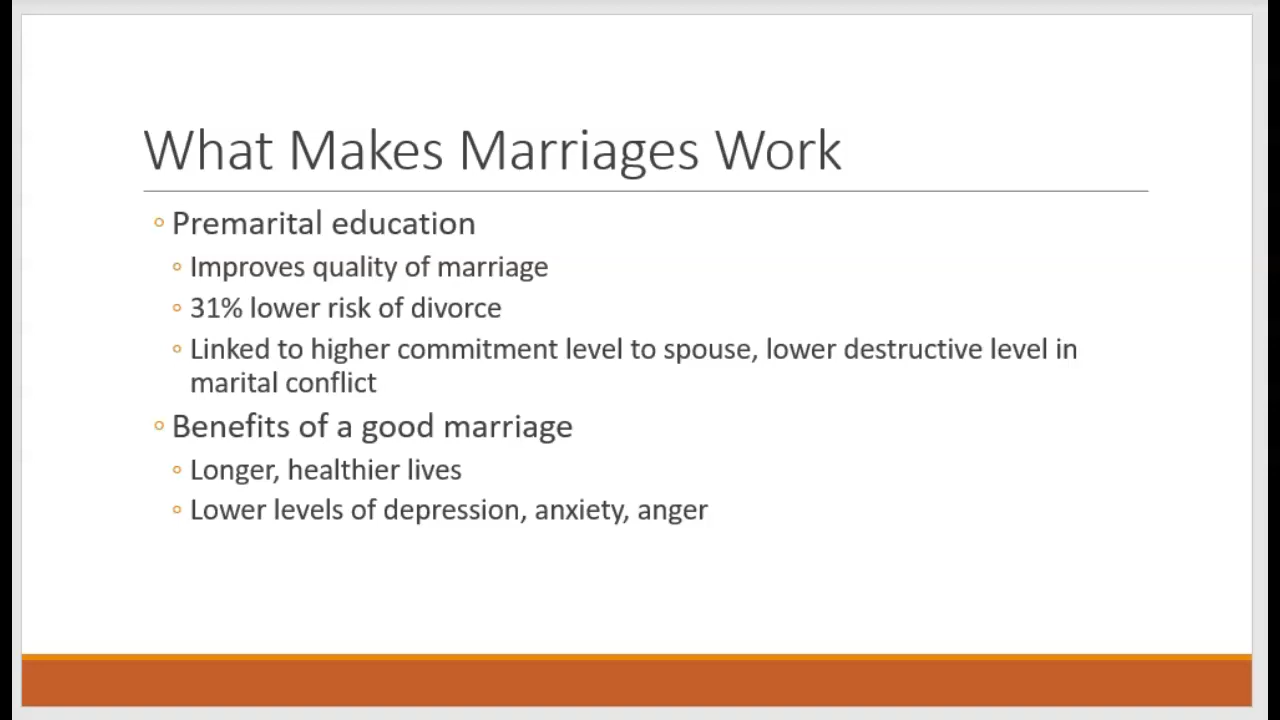 What Makes Marriages Work
◦ Premarital education
◦ Improves quality of marriage
◦ 31% lower risk of divorce
◦ Linked to higher commitment level to spouse, lower destructive level in
marital conflict
◦ Benefits of a good marriage
◦ Longer, healthier lives
◦ Lower levels of depression, anxiety, anger